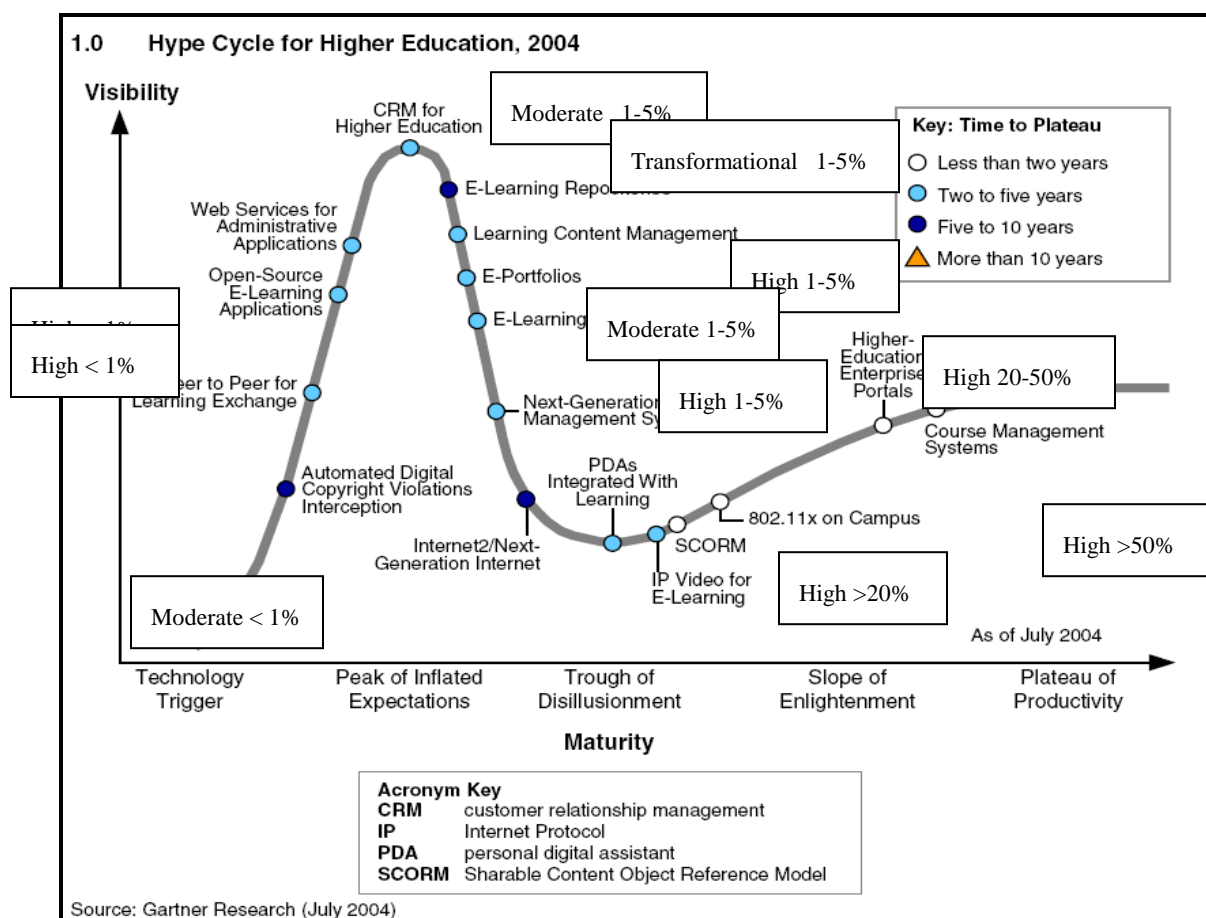 1.0 Hype Cycle for Higher Education, 2004
Visibility
CRM for
Higher Education
Moderate 1-5%
Transformational 1-5%
Key: Time to Plateau
Less than two years
Two to five years
Five to 10 years
More than 10 years
E-Learning
Web Services for
Administrative
Applications
Learning Content Management
Open-Source
E-Learning
Applications
E-Portfolios
High 1-5%
E-Learning
Moderate 1-5%
High < 1%
Peer to Peer for
Learning Exchange
Higher-
Education
Enterprise
Portals
High 20-50%
High 1-5%
Next-Generation
Management
Course Management
Systems
Automated Digital
Copyright Violations
Interception
PDAs
Integrated With
Learning
802.11x on Campus
Internet2/Next-
Generation Internet
SCORM
High >50%
IP Video for
E-Learning
High >20%
Moderate < 1%
As of July 2004
Technology
Trigger
Peak of Inflated
Expectations
Trough of
Disillusionment
Slope of
Enlightenment
Plateau of
Productivity
Maturity
Acronym Key
CRM customer relationship management
IP Internet Protocol
PDA personal digital assistant
SCORM Sharable Content Object Reference Model
Source: Gartner Research (July 2004)